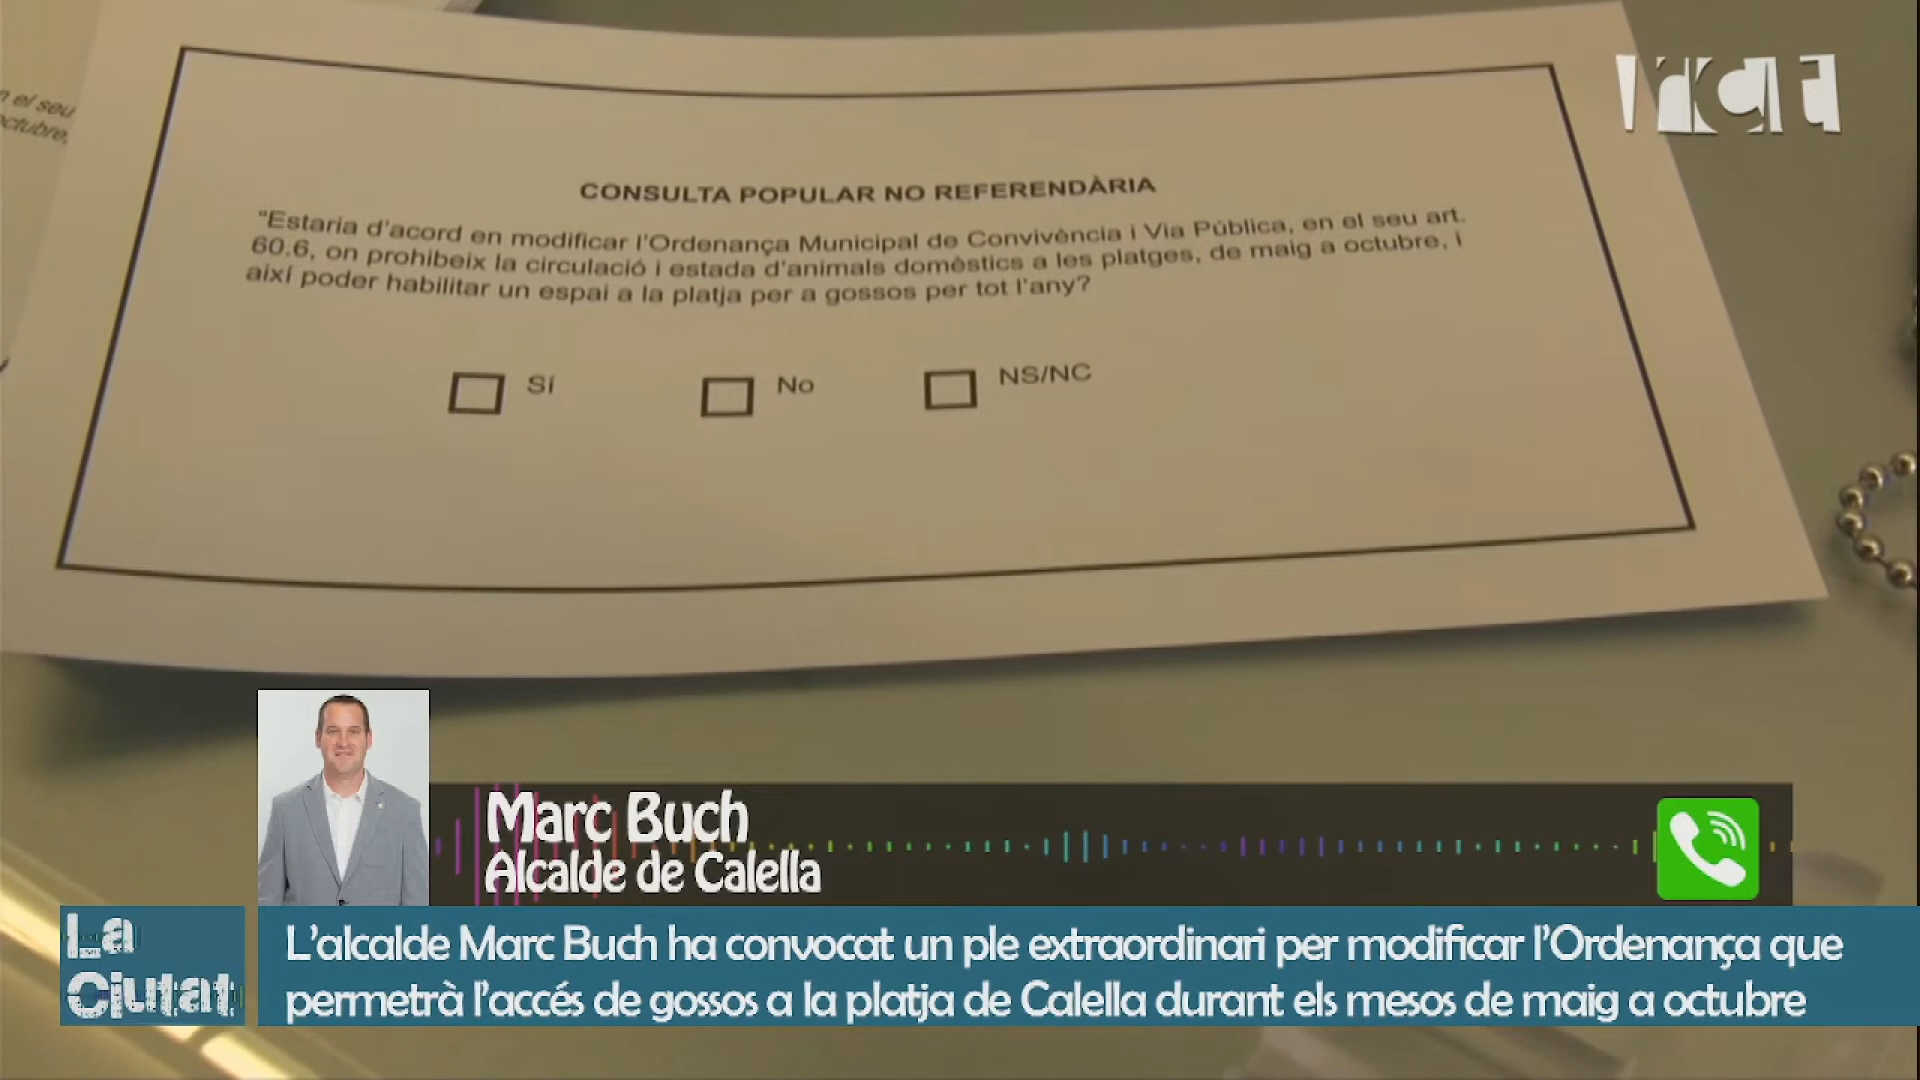 n el seu
octubre,
rtcf
CONSULTA POPULAR NO REFERENDÀRIA
"Estaria d'acord en modificar l'Ordenança Municipal de Convivència i Via Pública, en el seu art.
60.6, on prohibeix la circulació i estada d'animals domèstics a les platges, de maig a octubre, i
així poder habilitar un espai a la platja per a gossos per tot l'any?
Sí
No
NS/NC
Marc Buch
Alcalde de Calella
La
Ciutat
L'alcalde Marc Buch ha convocat un ple extraordinari per modificar l'Ordenança que
permetrà l'accés de gossos a la platja de Calella durant els mesos de maig a octubre